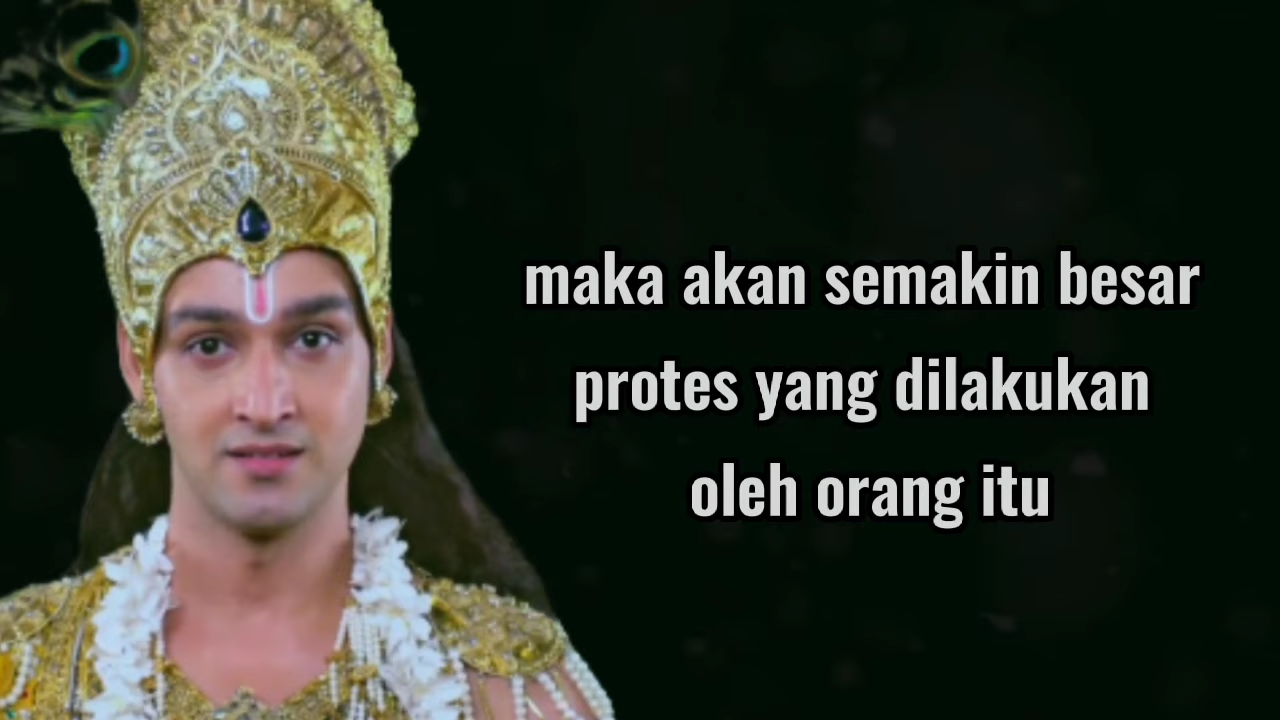 maka akan semakin besar
protes yang dilakukan
oleh orang itu